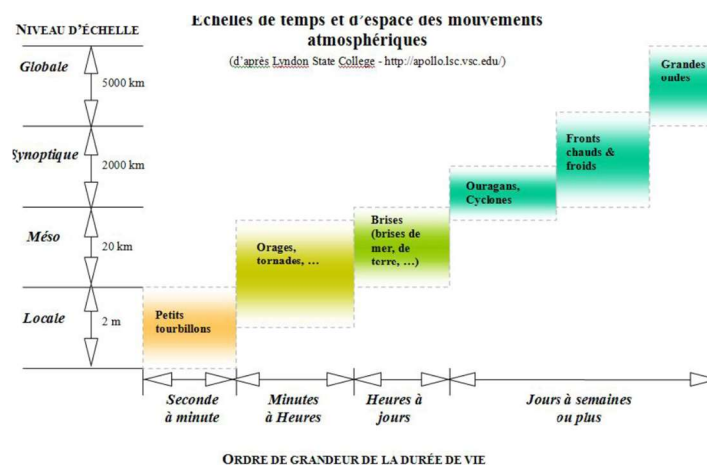 Echelles de temps et d'espace des mouvements
atmosphériques
(d'après Lyndon State College - http://apollo.lsc.vsc.edu/)
NIVEAU D'ÉCHELLE
Globale
5000 km
Synoptique
2000 km
Méso
20 km
Locale
2 m
Petits
tourbillons
Orages,
tornades, ...
Brises
(brises de
mer, de
terre, ...)
Ouragans,
Cyclones
Fronts
chauds &
froids
Grandes
ondes
Seconde
à minute
Minutes
à Heures
Heures à
jours
Jours à semaines
ou plus
ORDRE DE GRANDEUR DE LA DURÉE DE VIE